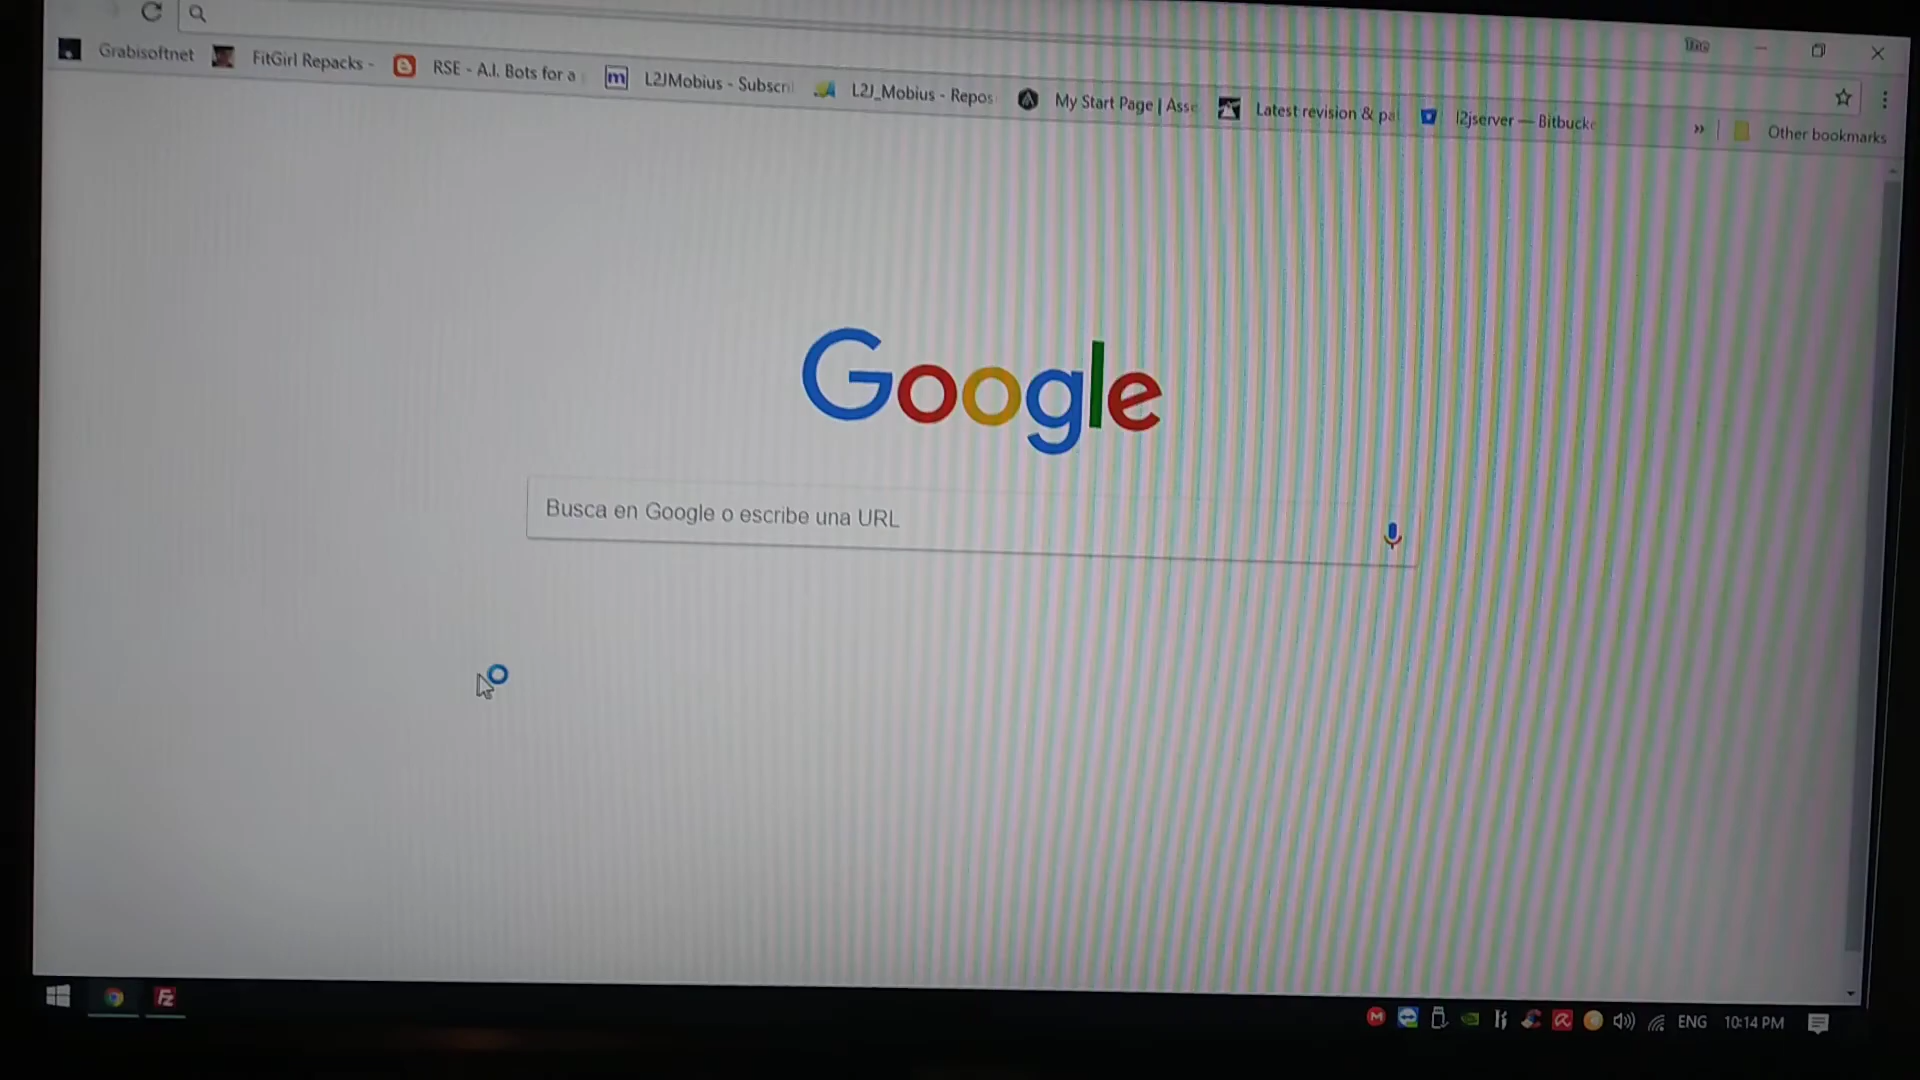 Grabisoftnet FitGirl Repacks - RSE - A.I. Bots for a L2JMobius - Subscri L2J_Mobius - Repos My Start Page | Asse Latest revision & pa l2jserver — Bitbucke » Other bookmarks
Google
Busca en Google o escribe una URL
ENG 10:14 PM